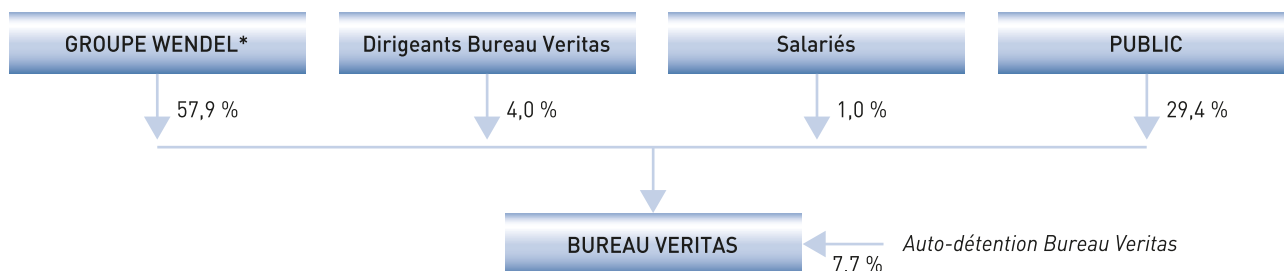 GROUPE WENDEL*
Dirigeants Bureau Veritas
Salariés
PUBLIC
57,9 %
4,0 %
1,0 %
29,4 %
BUREAU VERITAS
Auto-détention Bureau Veritas
7,7 %